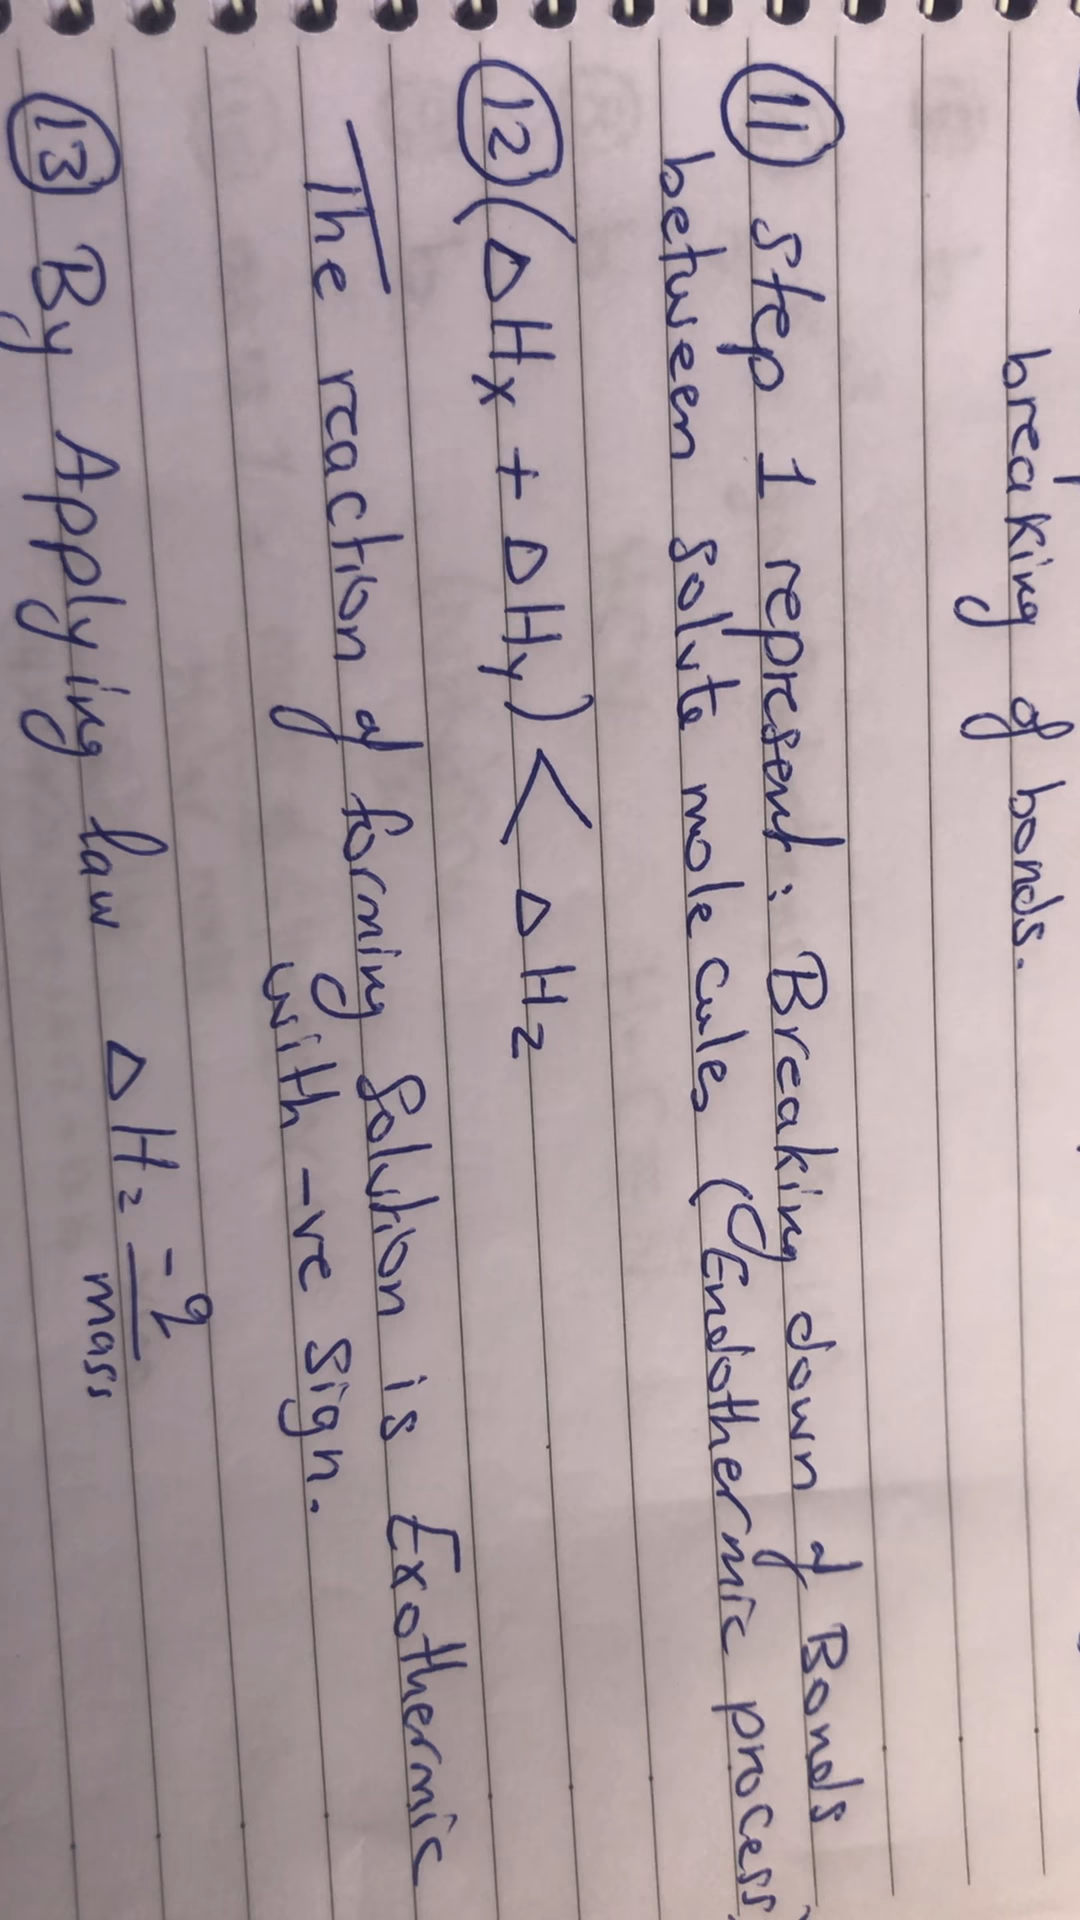 breaking of bonds.
11 Step 1 represent : Breaking down of Bonds
between solute molecules (Endothermic process)
12 (ΔHx + ΔHy) < ΔHz
The reaction of forming Solution is Exothermic
with -ve sign.
13 By Applying law ΔH = -q / mass